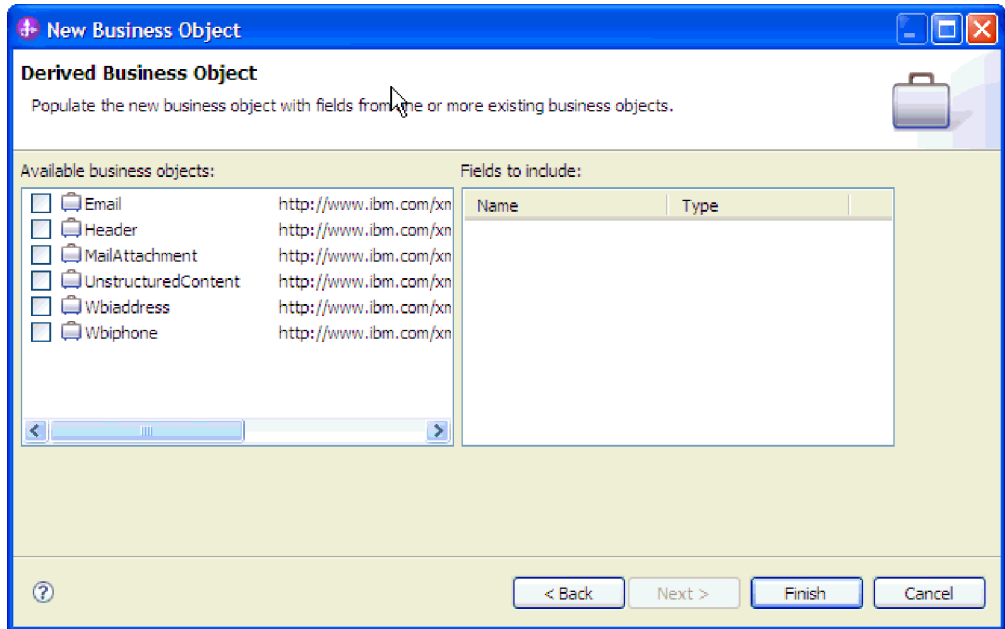 New Business Object
Derived Business Object
Populate the new business object with fields from one or more existing business objects.
Available business objects:
Fields to include:
Email http://www.ibm.com/xn
Header http://www.ibm.com/xn
MailAttachment http://www.ibm.com/xn
UnstructuredContent http://www.ibm.com/xn
Wbiaddress http://www.ibm.com/xn
Wbiphone http://www.ibm.com/xn
Name Type
< Back Next > Finish Cancel